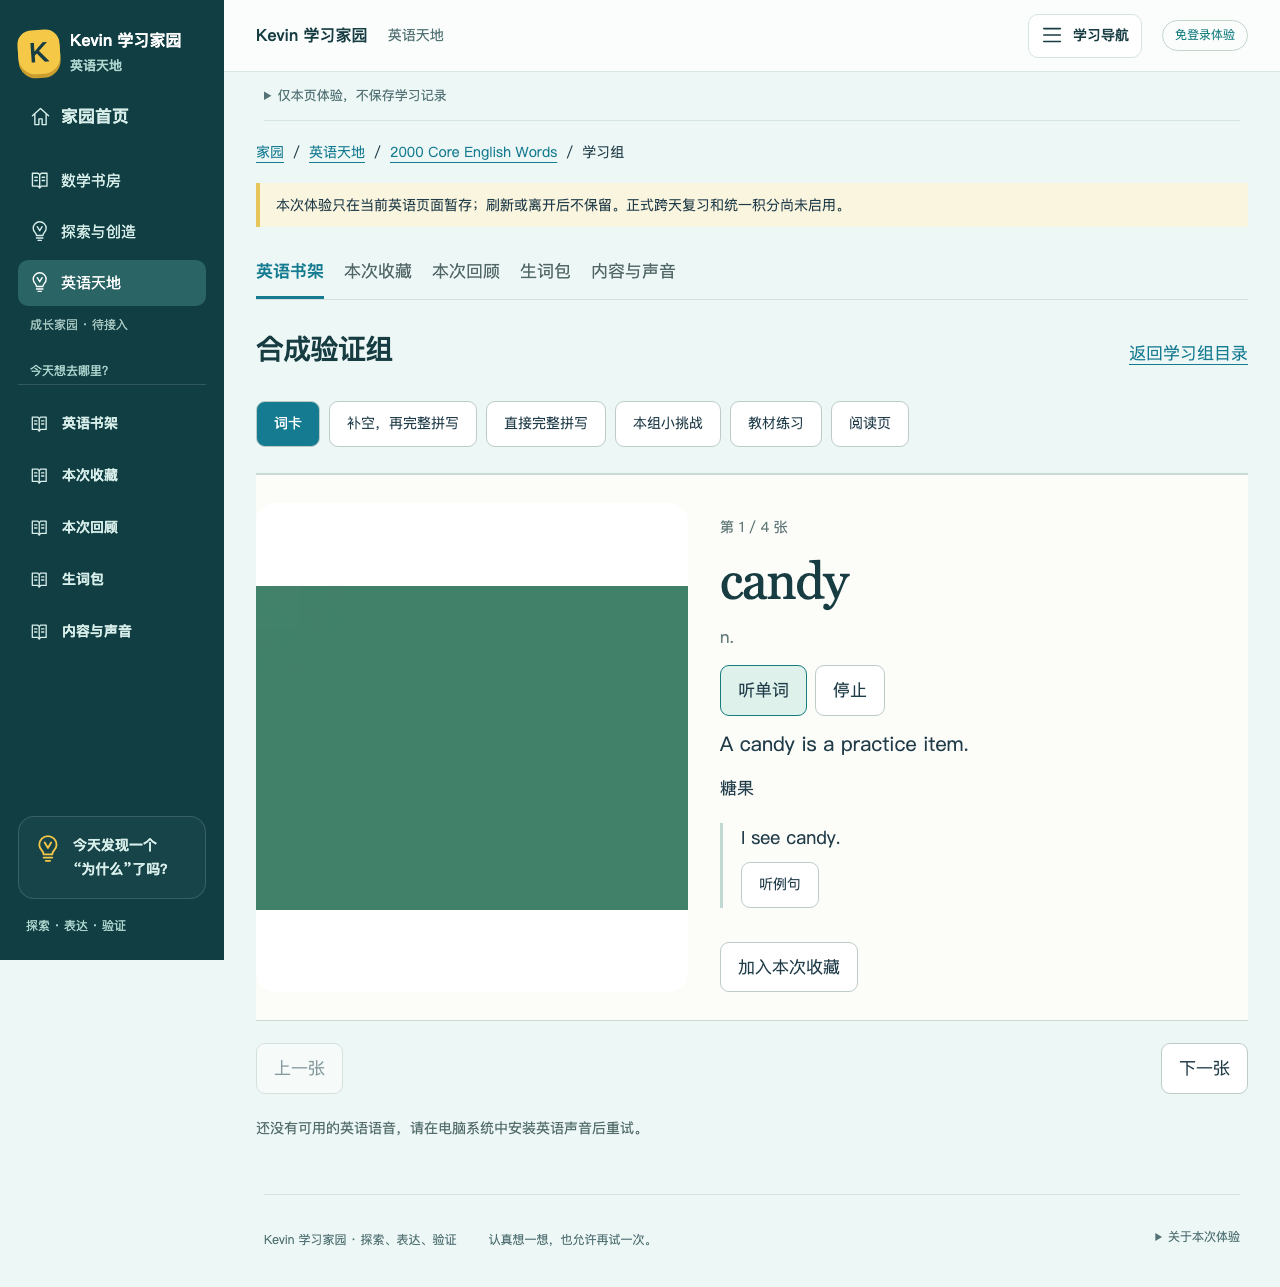 K
Kevin 学习家园
英语天地
家园首页
数学书房
探索与创造
英语天地
成长家园 · 待接入
今天想去哪里?
英语书架
本次收藏
本次回顾
生词包
内容与声音
今天发现一个
“为什么”了吗?
探索 · 表达 · 验证
Kevin 学习家园 英语天地
学习导航
免登录体验
▶ 仅本页体验，不保存学习记录
家园 / 英语天地 / 2000 Core English Words / 学习组
本次体验只在当前英语页面暂存；刷新或离开后不保留。正式跨天复习和统一积分尚未启用。
英语书架 本次收藏 本次回顾 生词包 内容与声音
合成验证组
返回学习组目录
词卡 补空，再完整拼写 直接完整拼写 本组小挑战 教材练习 阅读页
第 1 / 4 张
candy
n.
听单词 停止
A candy is a practice item.
糖果
I see candy.
听例句
加入本次收藏
上一张 下一张
还没有可用的英语语音，请在电脑系统中安装英语声音后重试。
Kevin 学习家园 · 探索、表达、验证 认真想一想，也允许再试一次。
▶ 关于本次体验